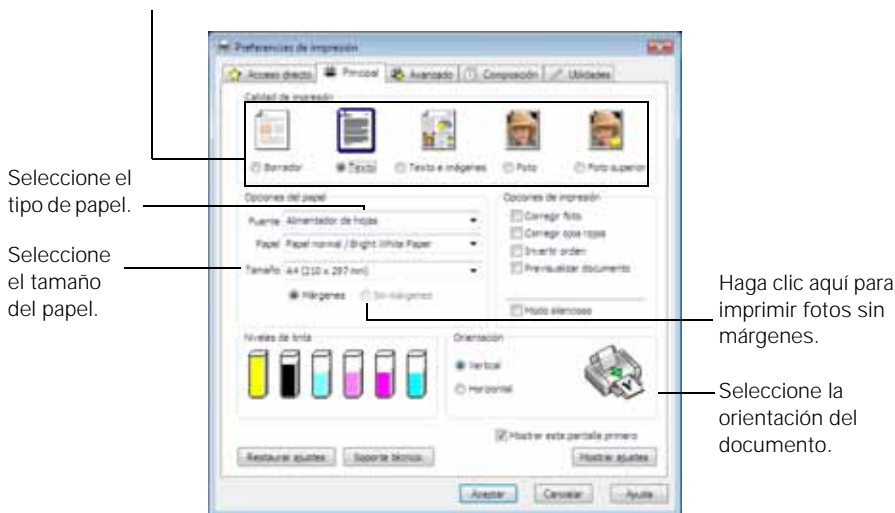 Preferencias de impresión
Acceso directo Principal Avanzado Composición Utilidades
Calidad de impresión
Borrador Texto Texto e imágenes Foto Foto superior
Seleccione el
tipo de papel.
Opciones del papel
Fuente Alimentador de hojas
Papel Papel normal / Bright White Paper
Seleccione
el tamaño
del papel.
Tamaño A4 (210 x 297 mm)
Márgenes Sin márgenes
Opciones de impresión
Corregir foto
Corregir ojos rojos
Invertir orden
Previsualizar documento
Modo silencioso
Haga clic aquí para
imprimir fotos sin
márgenes.
Niveles de tinta
Orientación
Vertical
Horizontal
Seleccione la
orientación del
documento.
Mostrar esta pantalla primero
Restaurar ajustes Soporte técnico Mostrar ajustes
Aceptar Cancelar Ayuda